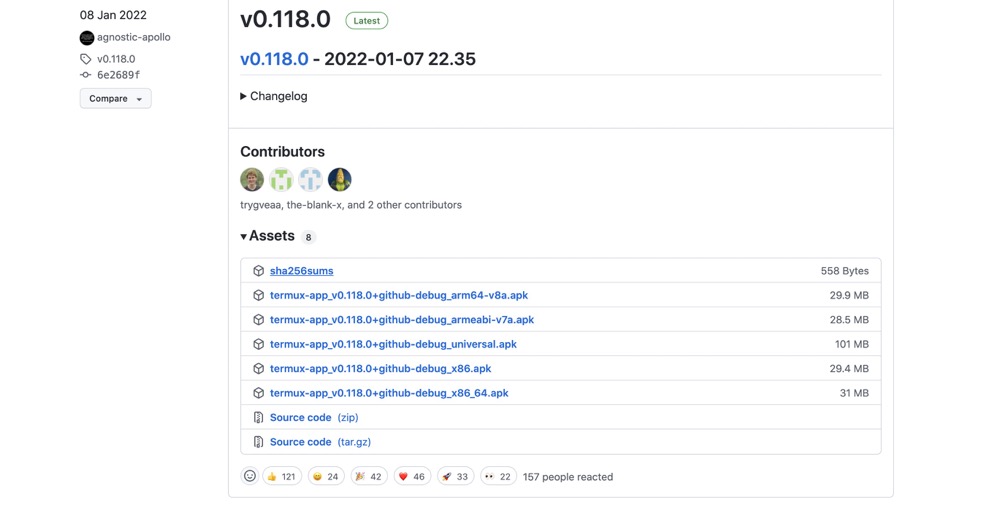 08 Jan 2022
agnostic-apollo
v0.118.0
6e2689f
Compare
v0.118.0 Latest
v0.118.0 - 2022-01-07 22.35
Changelog
Contributors
trygveaa, the-blank-x, and 2 other contributors
Assets 8
sha256sums 558 Bytes
termux-app_v0.118.0+github-debug_arm64-v8a.apk 29.9 MB
termux-app_v0.118.0+github-debug_armeabi-v7a.apk 28.5 MB
termux-app_v0.118.0+github-debug_universal.apk 101 MB
termux-app_v0.118.0+github-debug_x86.apk 29.4 MB
termux-app_v0.118.0+github-debug_x86_64.apk 31 MB
Source code (zip)
Source code (tar.gz)
👍 121 😄 24 🎉 42 ❤️ 46 🚀 33 👀 22 157 people reacted